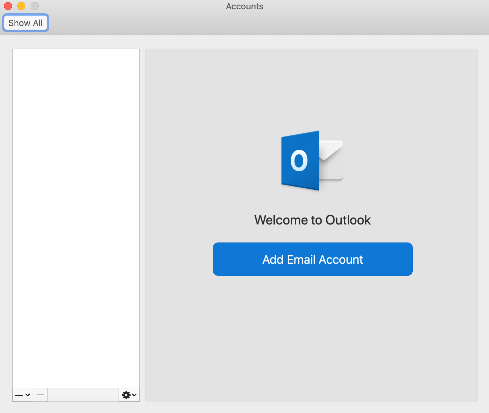 Accounts
Show All
O
Welcome to Outlook
Add Email Account